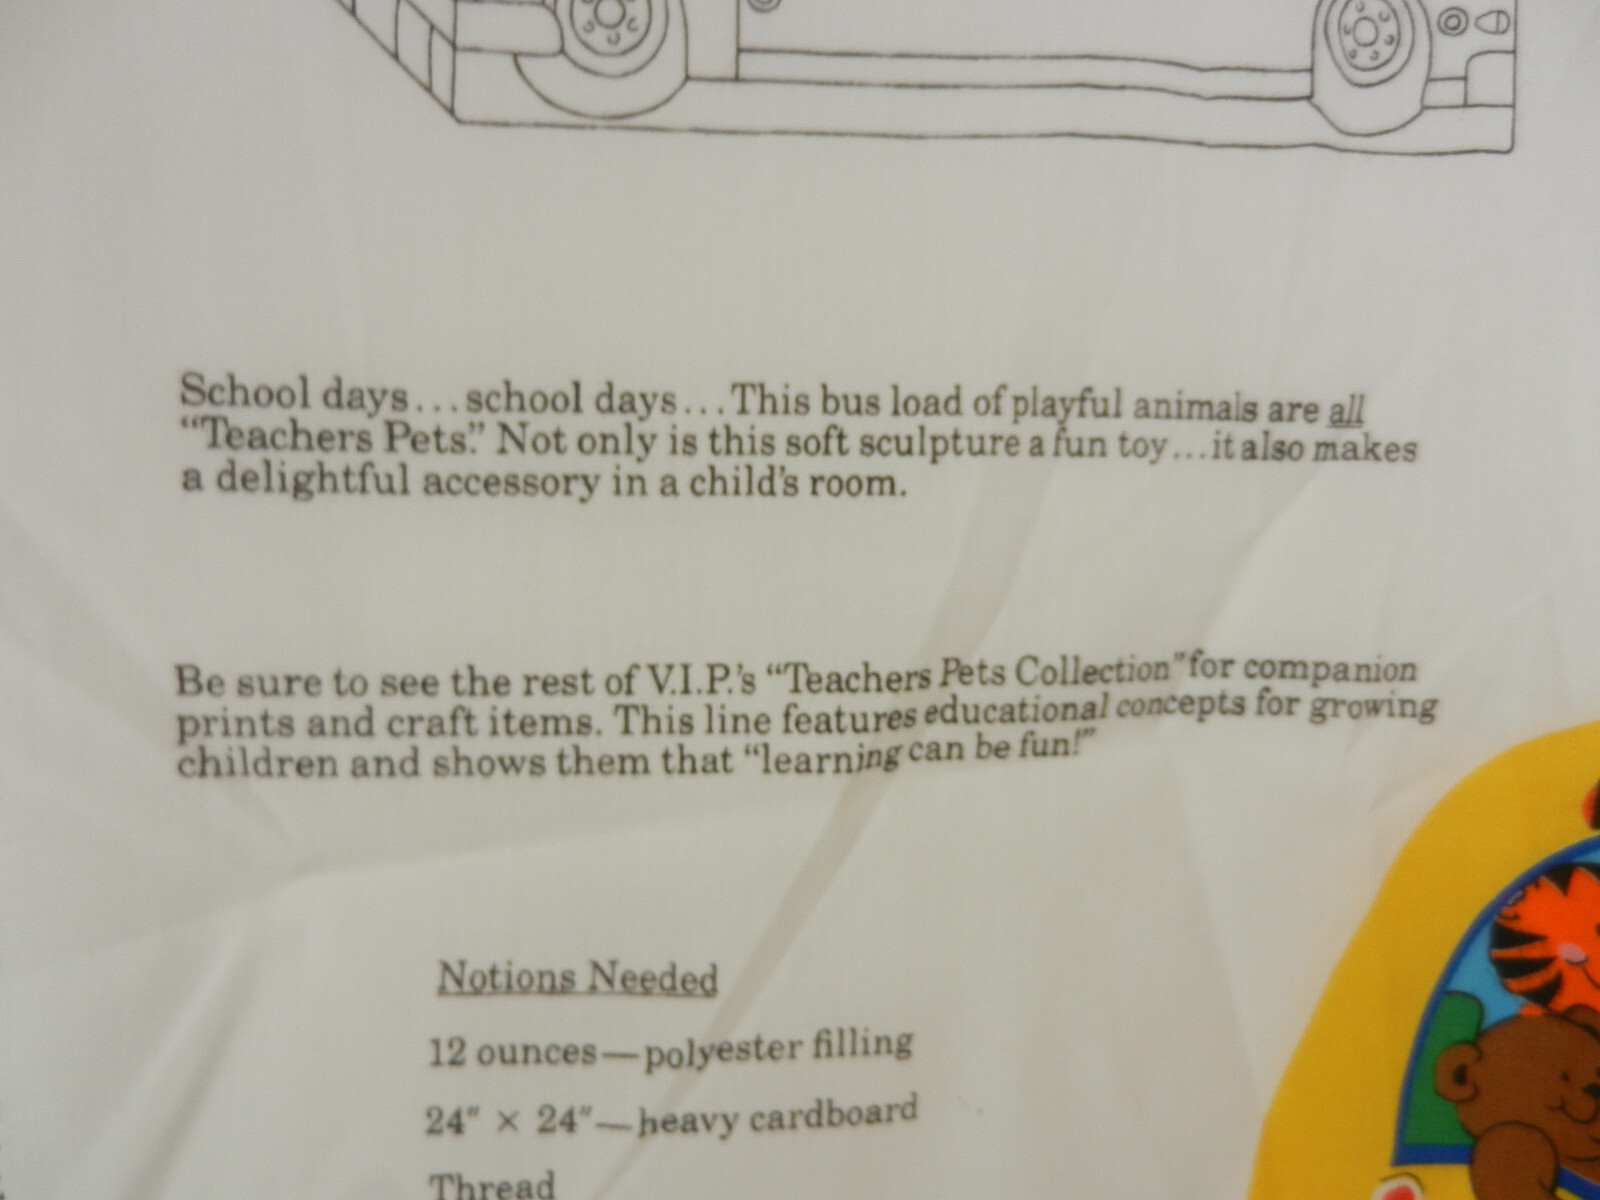 School days...school days...This bus load of playful animals are all
“Teachers Pets.” Not only is this soft sculpture a fun toy...it also makes
a delightful accessory in a child's room.
Be sure to see the rest of V.I.P.'s “Teachers Pets Collection” for companion
prints and craft items. This line features educational concepts for growing
children and shows them that “learning can be fun!”
Notions Needed
12 ounces—polyester filling
24" × 24"—heavy cardboard
Thread